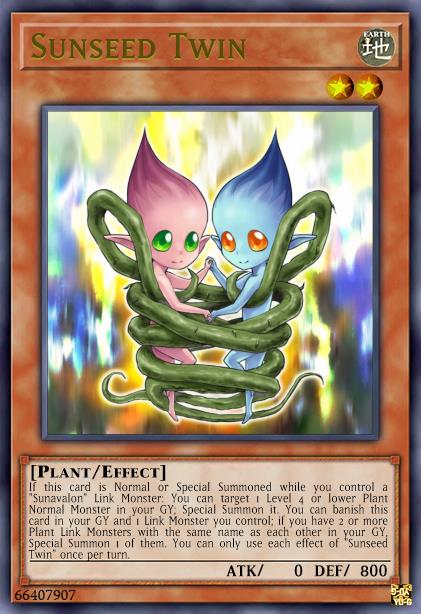 SUNSEED TWIN
EARTH
地
[PLANT/EFFECT]
If this card is Normal or Special Summoned while you control a
"Sunavalon" Link Monster: You can target 1 Level 4 or lower Plant
Normal Monster in your GY; Special Summon it. You can banish this
card in your GY and 1 Link Monster you control; if you have 2 or more
Plant Link Monsters with the same name as each other in your GY,
Special Summon 1 of them. You can only use each effect of "Sunseed
Twin" once per turn.
ATK/ 0 DEF/ 800
66407907